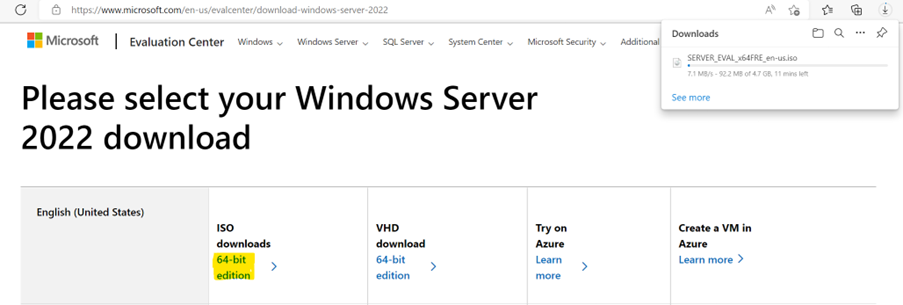 https://www.microsoft.com/en-us/evalcenter/download-windows-server-2022
Microsoft
Evaluation Center
Windows
Windows Server
SQL Server
System Center
Microsoft Security
Additional
Downloads
SERVER_EVAL_x64FRE_en-us.iso
7.1 MB/s - 92.2 MB of 4.7 GB, 11 mins left
See more
Please select your Windows Server
2022 download
English (United States)
ISO
downloads
64-bit
edition
VHD
download
64-bit
edition
Try on
Azure
Learn
more
Create a VM in
Azure
Learn more